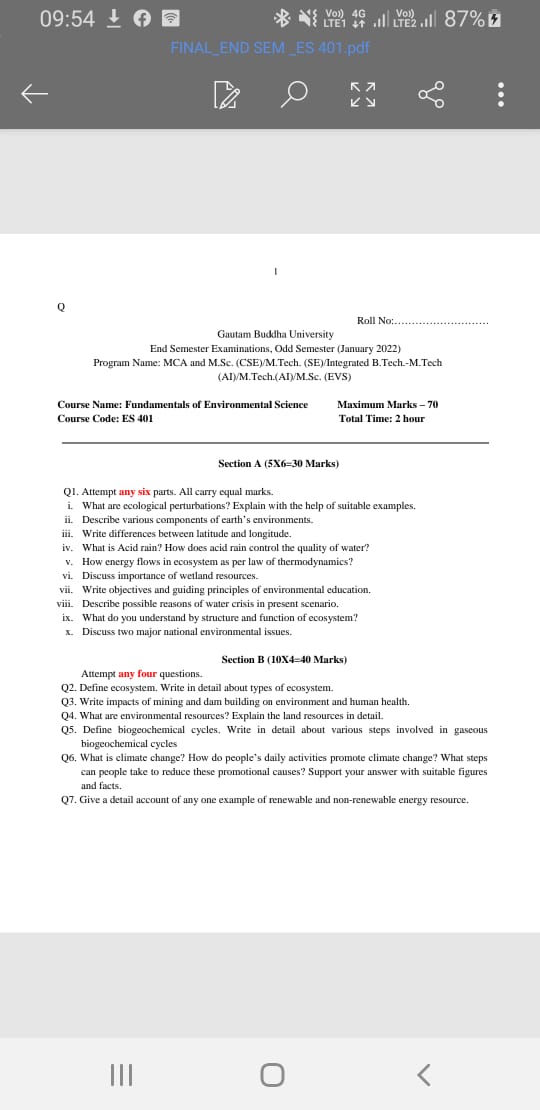 09:54
Vo)) 4G Vo)) 87%
LTE1 LTE2
FINAL_END SEM _ES 401.pdf
1
Q
Roll No:...........................
Gautam Buddha University
End Semester Examinations, Odd Semester (January 2022)
Program Name: MCA and M.Sc. (CSE)/M.Tech. (SE)/Integrated B.Tech.-M.Tech
(AI)/M.Tech.(AI)/M.Sc. (EVS)
Course Name: Fundamentals of Environmental Science Maximum Marks – 70
Course Code: ES 401 Total Time: 2 hour
Section A (5X6=30 Marks)
Q1. Attempt any six parts. All carry equal marks.
i. What are ecological perturbations? Explain with the help of suitable examples.
ii. Describe various components of earth's environments.
iii. Write differences between latitude and longitude.
iv. What is Acid rain? How does acid rain control the quality of water?
v. How energy flows in ecosystem as per law of thermodynamics?
vi. Discuss importance of wetland resources.
vii. Write objectives and guiding principles of environmental education.
viii. Describe possible reasons of water crisis in present scenario.
ix. What do you understand by structure and function of ecosystem?
x. Discuss two major national environmental issues.
Section B (10X4=40 Marks)
Attempt any four questions.
Q2. Define ecosystem. Write in detail about types of ecosystem.
Q3. Write impacts of mining and dam building on environment and human health.
Q4. What are environmental resources? Explain the land resources in detail.
Q5. Define biogeochemical cycles. Write in detail about various steps involved in gaseous
biogeochemical cycles
Q6. What is climate change? How do people's daily activities promote climate change? What steps
can people take to reduce these promotional causes? Support your answer with suitable figures
and facts.
Q7. Give a detail account of any one example of renewable and non-renewable energy resource.